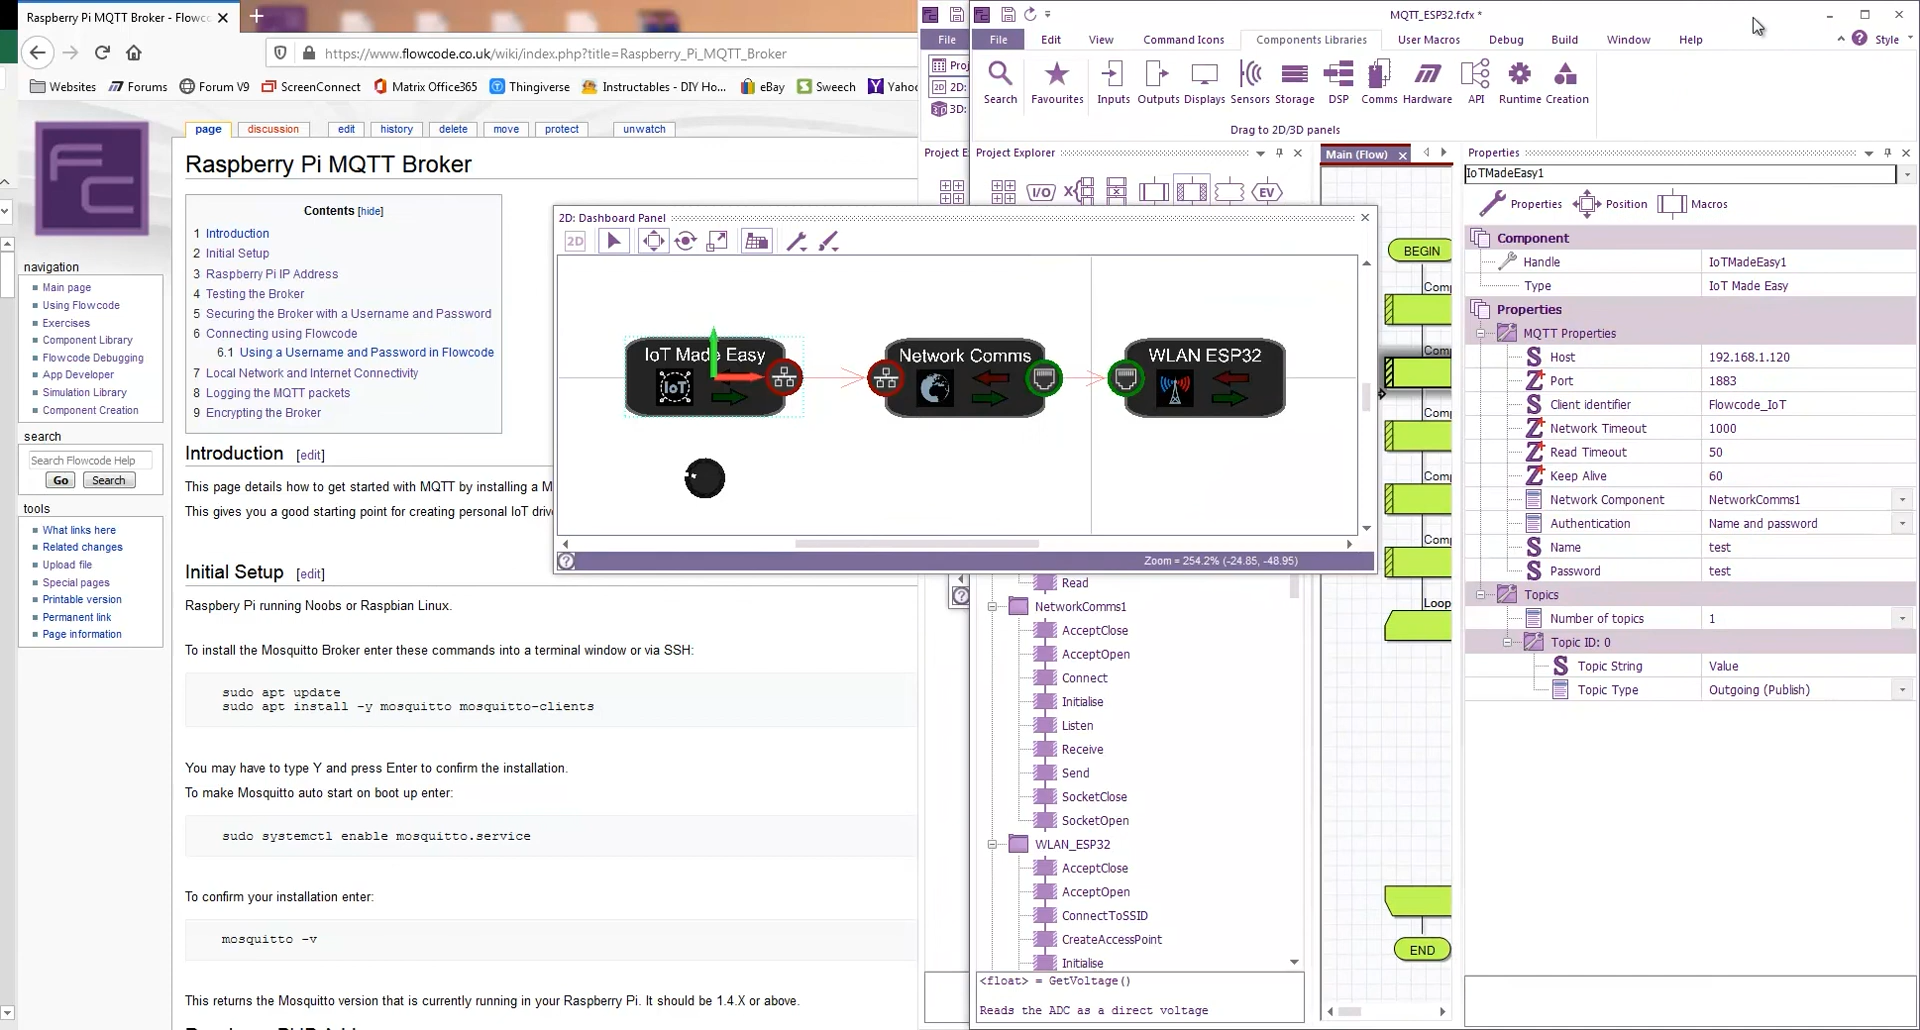 Raspberry Pi MQTT Broker - Flowco
https://www.flowcode.co.uk/wiki/index.php?title=Raspberry_Pi_MQTT_Broker
Websites Forums Forum V9 ScreenConnect Matrix Office365 Thingiverse Instructables - DIY Ho... eBay Sweech Yahoo
FC
navigation
Main page
Using Flowcode
Exercises
Component Library
Flowcode Debugging
App Developer
Simulation Library
Component Creation
search
Search Flowcode Help
Go Search
tools
What links here
Related changes
Upload file
Special pages
Printable version
Permanent link
Page information
page discussion edit history delete move protect unwatch
Raspberry Pi MQTT Broker
Contents [hide]
1 Introduction
2 Initial Setup
3 Raspberry Pi IP Address
4 Testing the Broker
5 Securing the Broker with a Username and Password
6 Connecting using Flowcode
6.1 Using a Username and Password in Flowcode
7 Local Network and Internet Connectivity
8 Logging the MQTT packets
9 Encrypting the Broker
Introduction [edit]
This page details how to get started with MQTT by installing a M
This gives you a good starting point for creating personal IoT driv
Initial Setup [edit]
Raspbery Pi running Noobs or Raspbian Linux.
To install the Mosquitto Broker enter these commands into a terminal window or via SSH:
sudo apt update
sudo apt install -y mosquitto mosquitto-clients
You may have to type Y and press Enter to confirm the installation.
To make Mosquitto auto start on boot up enter:
sudo systemctl enable mosquitto.service
To confirm your installation enter:
mosquitto -v
This returns the Mosquitto version that is currently running in your Raspberry Pi. It should be 1.4.X or above.
File
Proj
2D:
3D:
Project E
MQTT_ESP32.fcfx *
File Edit View Command Icons Components Libraries User Macros Debug Build Window Help Style
Search Favourites Inputs Outputs Displays Sensors Storage DSP Comms Hardware API Runtime Creation
Drag to 2D/3D panels
Project Explorer
I/O X EV
2D: Dashboard Panel
2D
IoT Made Easy
IoT
Network Comms
WLAN ESP32
Zoom = 254.2% (-24.85, -48.95)
Read
NetworkComms1
AcceptClose
AcceptOpen
Connect
Initialise
Listen
Receive
Send
SocketClose
SocketOpen
WLAN_ESP32
AcceptClose
AcceptOpen
ConnectToSSID
CreateAccessPoint
Initialise
<float> = GetVoltage()
Reads the ADC as a direct voltage
Main (Flow)
BEGIN
Comp
Comp
Comp
Comp
Comp
Loop
END
Properties
IoTMadeEasy1
Properties Position Macros
Component
Handle IoTMadeEasy1
Type IoT Made Easy
Properties
MQTT Properties
Host 192.168.1.120
Port 1883
Client identifier Flowcode_IoT
Network Timeout 1000
Read Timeout 50
Keep Alive 60
Network Component NetworkComms1
Authentication Name and password
Name test
Password test
Topics
Number of topics 1
Topic ID: 0
Topic String Value
Topic Type Outgoing (Publish)